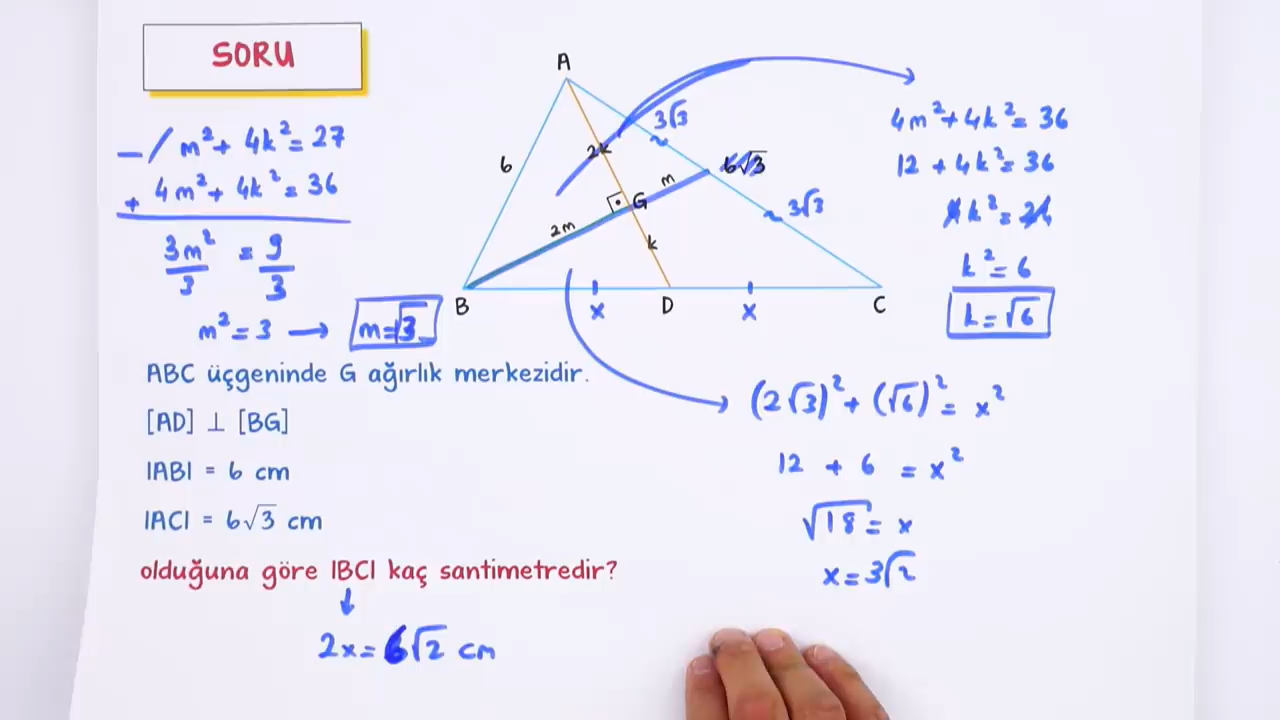 SORU
m² + 4k² = 27
4m² + 4k² = 36
3m²/3 = 9/3
m² = 3 → m = √3
A
6
2k
3√3
6√3
m
G
2m
k
3√3
B
x
D
x
C
4m² + 4k² = 36
12 + 4k² = 36
4k² = 24
k² = 6
k = √6
ABC üçgeninde G ağırlık merkezidir.
[AD] ⊥ [BG]
|AB| = 6 cm
|AC| = 6√3 cm
olduğuna göre |BC| kaç santimetredir?
2x = 6√2 cm
(2√3)² + (√6)² = x²
12 + 6 = x²
√18 = x
x = 3√2